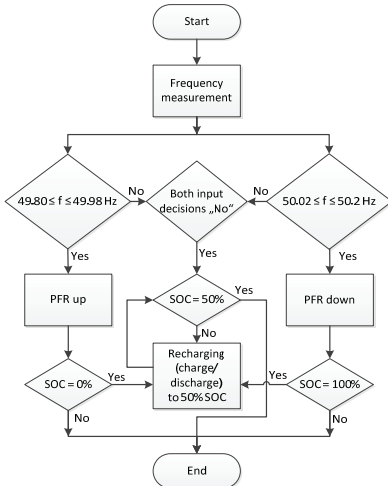 Start
Frequency
measurement
49.80 ≤ f ≤ 49.98 Hz
No
Both input
decisions „No“
No
50.02 ≤ f ≤ 50.2 Hz
Yes
Yes
Yes
PFR up
SOC = 50%
Yes
PFR down
No
SOC = 0%
Yes
Recharging
(charge/
discharge)
to 50% SOC
Yes
SOC = 100%
No
No
End